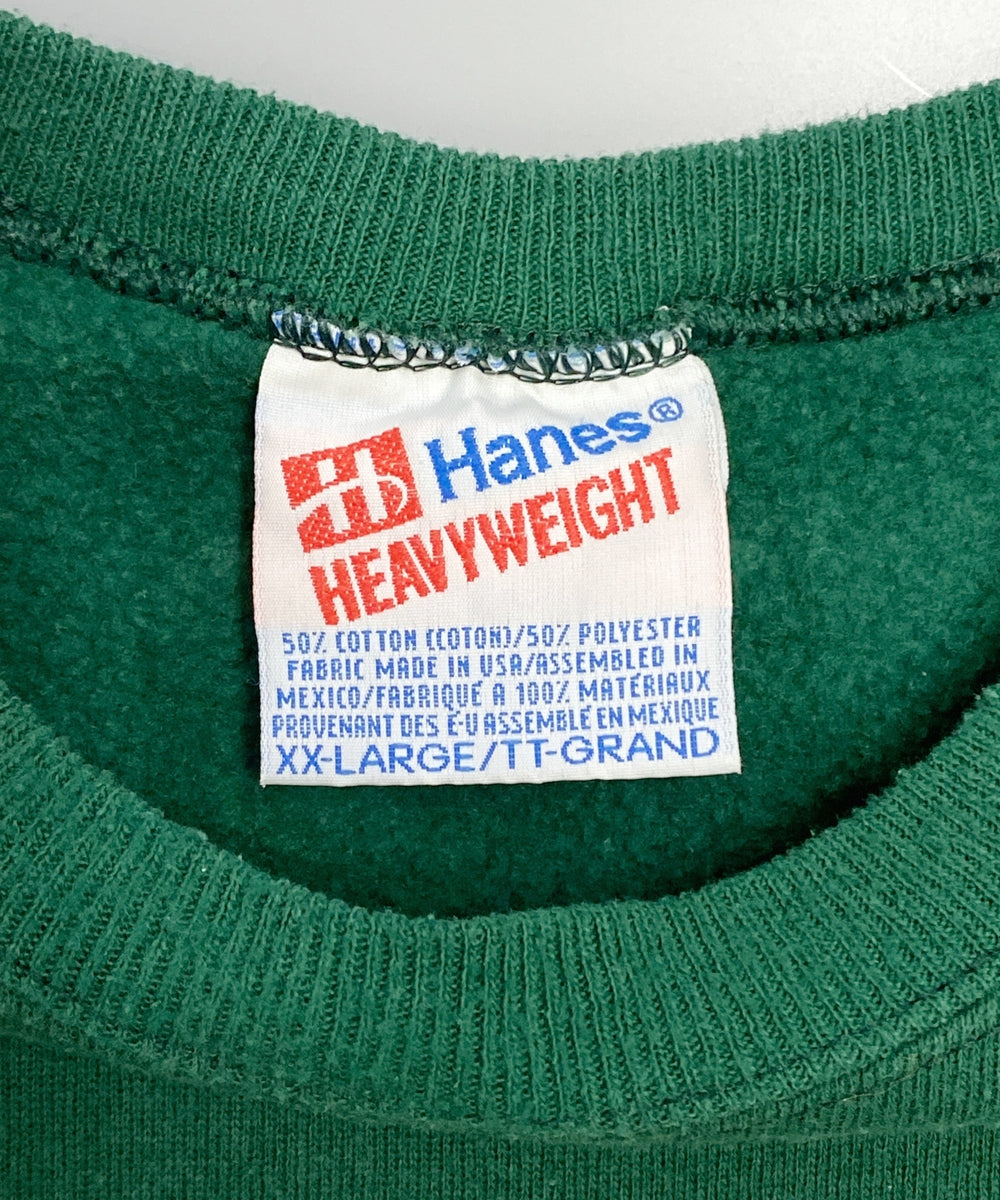 Hanes®
HEAVYWEIGHT
50% COTTON (COTON)/50% POLYESTER
FABRIC MADE IN USA/ASSEMBLED IN
MEXICO/FABRIQUÉ A 100% MATÉRIAUX
PROVENANT DES É-U ASSEMBLÉ EN MEXIQUE
XX-LARGE/TT-GRAND